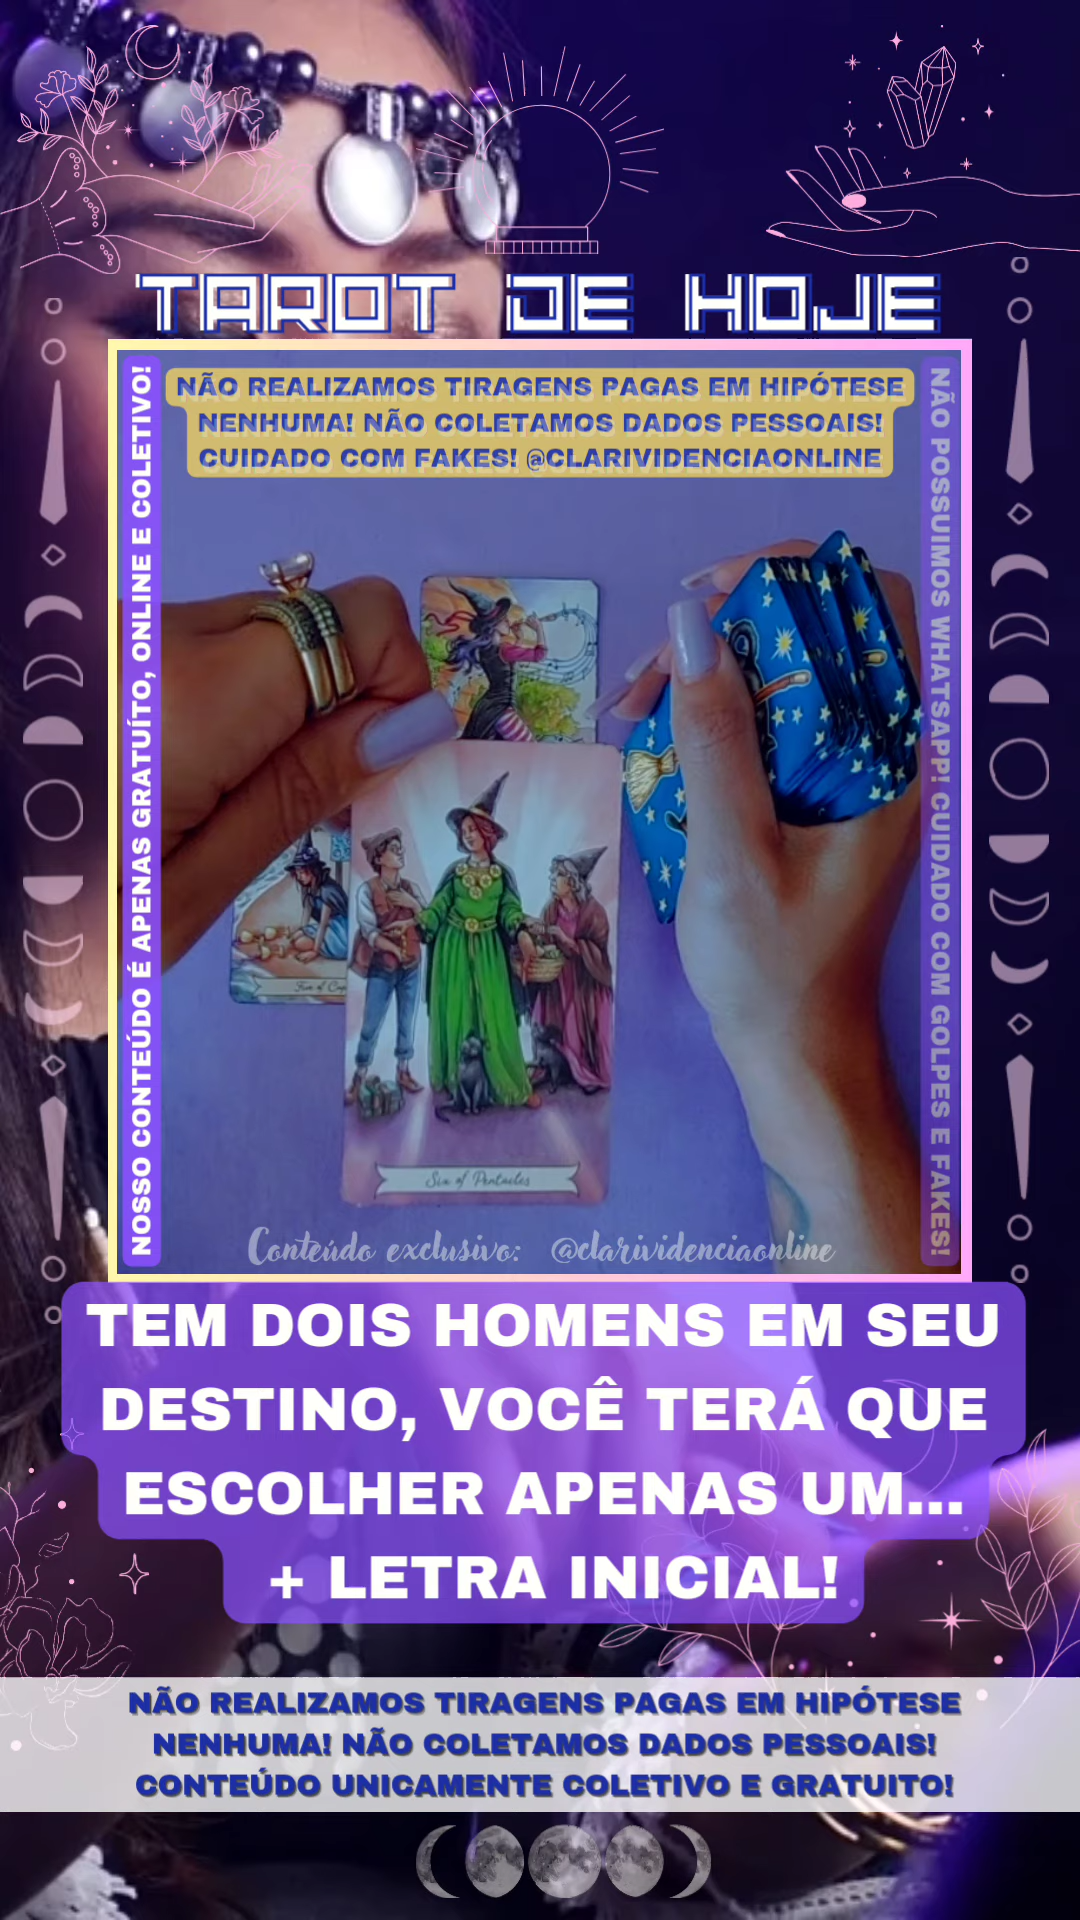 TAROT DE HOJE
NÃO REALIZAMOS TIRAGENS PAGAS EM HIPÓTESE
NENHUMA! NÃO COLETAMOS DADOS PESSOAIS!
CUIDADO COM FAKES! @CLARIVIDENCIAONLINE
NOSSO CONTEÚDO É APENAS GRATUÍTO, ONLINE E COLETIVO!
NÃO POSSUIMOS WHATSAPP! CUIDADO COM GOLPES E FAKES!
Five of Cup
Six of Pentacles
Conteúdo exclusivo: @clarividenciaonline
TEM DOIS HOMENS EM SEU
DESTINO, VOCÊ TERÁ QUE
ESCOLHER APENAS UM...
+ LETRA INICIAL!
NÃO REALIZAMOS TIRAGENS PAGAS EM HIPÓTESE
NENHUMA! NÃO COLETAMOS DADOS PESSOAIS!
CONTEÚDO UNICAMENTE COLETIVO E GRATUITO!